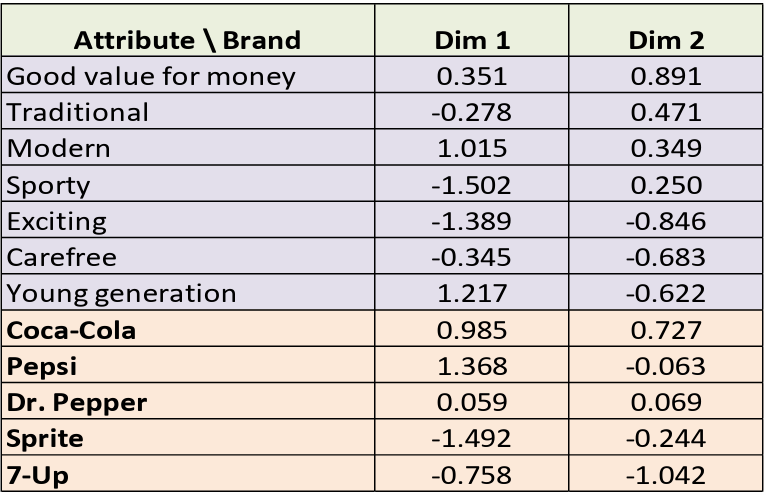 Attribute \ Brand Dim 1 Dim 2
Good value for money 0.351 0.891
Traditional -0.278 0.471
Modern 1.015 0.349
Sporty -1.502 0.250
Exciting -1.389 -0.846
Carefree -0.345 -0.683
Young generation 1.217 -0.622
Coca-Cola 0.985 0.727
Pepsi 1.368 -0.063
Dr. Pepper 0.059 0.069
Sprite -1.492 -0.244
7-Up -0.758 -1.042